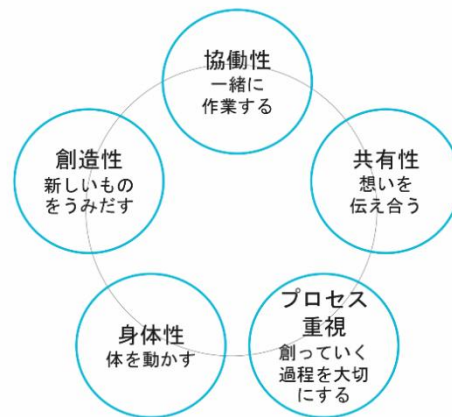 協働性
一緒に
作業する
共有性
想いを
伝え合う
プロセス
重視
創っていく
過程を大切
にする
身体性
体を動かす
創造性
新しいもの
をうみだす